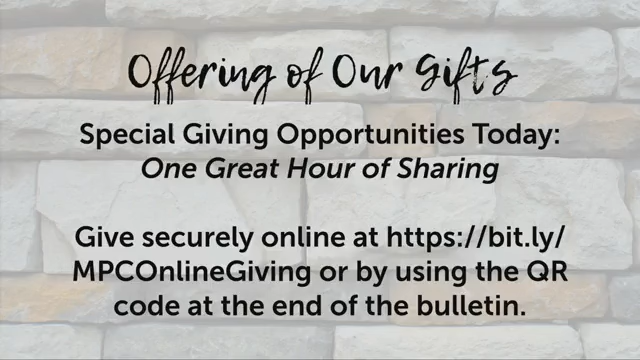 Offering of Our Gifts
Special Giving Opportunities Today:
One Great Hour of Sharing
Give securely online at https://bit.ly/
MPCOnlineGiving or by using the QR
code at the end of the bulletin.